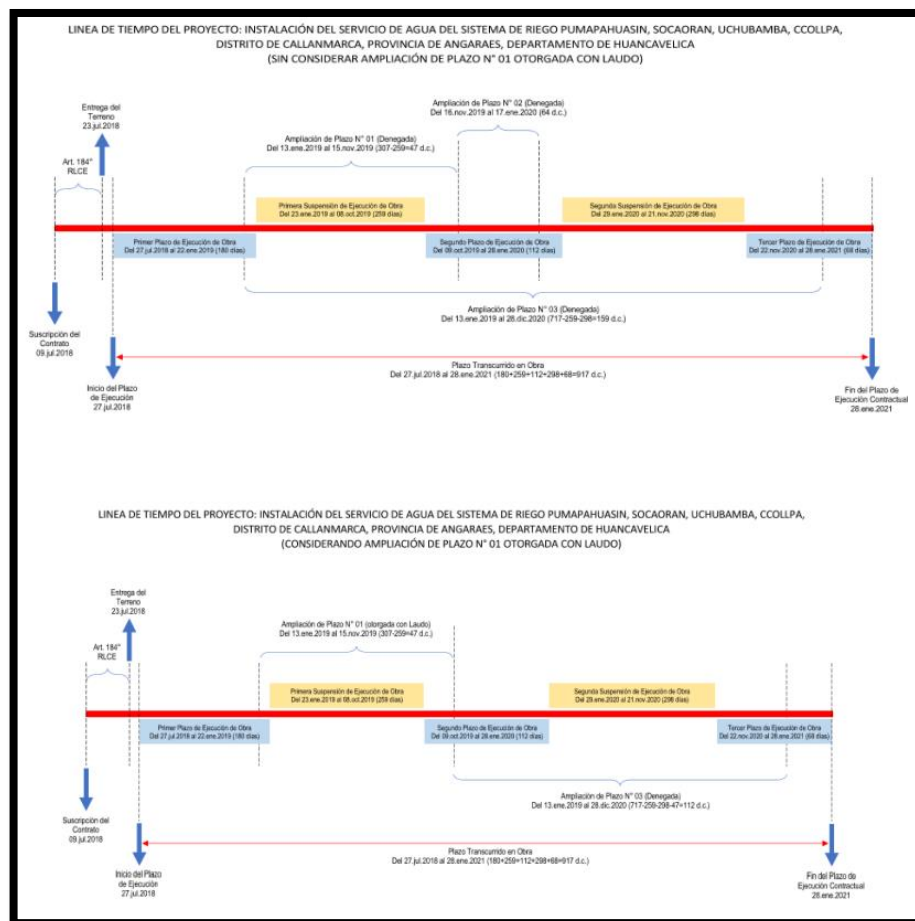 LINEA DE TIEMPO DEL PROYECTO: INSTALACIÓN DEL SERVICIO DE AGUA DEL SISTEMA DE RIEGO PUMAPAHUASIN, SOCAORAN, UCHUBAMBA, CCOLLPA,
DISTRITO DE CALLANMARCA, PROVINCIA DE ANGARAES, DEPARTAMENTO DE HUANCAVELICA
(SIN CONSIDERAR AMPLIACIÓN DE PLAZO N° 01 OTORGADA CON LAUDO)
Entrega del
Terreno
23.jul.2018
Ampliación de Plazo N° 02 (Denegada)
Del 16.nov.2019 al 17.ene.2020 (64 d.c.)
Ampliación de Plazo N° 01 (Denegada)
Del 13.ene.2019 al 15.nov.2019 (307-259=47 d.c.)
Art. 184°
RLCE
Primera Suspensión de Ejecución de Obra
Del 23.ene.2019 al 08.oct.2019 (259 días)
Segunda Suspensión de Ejecución de Obra
Del 29.ene.2020 al 21.nov.2020 (298 días)
Primer Plazo de Ejecución de Obra
Del 27.jul.2018 al 22.ene.2019 (180 días)
Segundo Plazo de Ejecución de Obra
Del 09.oct.2019 al 28.ene.2020 (112 días)
Tercer Plazo de Ejecución de Obra
Del 22.nov.2020 al 28.ene.2021 (68 días)
Ampliación de Plazo N° 03 (Denegada)
Del 13.ene.2019 al 28.dic.2020 (717-259-298=159 d.c.)
Suscripción del
Contrato
09.jul.2018
Plazo Transcurrido en Obra
Del 27.jul.2018 al 28.ene.2021 (180+259+112+298+68=917 d.c.)
Inicio del Plazo
de Ejecución
27.jul.2018
Fin del Plazo de
Ejecución Contractual
28.ene.2021
LINEA DE TIEMPO DEL PROYECTO: INSTALACIÓN DEL SERVICIO DE AGUA DEL SISTEMA DE RIEGO PUMAPAHUASIN, SOCAORAN, UCHUBAMBA, CCOLLPA,
DISTRITO DE CALLANMARCA, PROVINCIA DE ANGARAES, DEPARTAMENTO DE HUANCAVELICA
(CONSIDERANDO AMPLIACIÓN DE PLAZO N° 01 OTORGADA CON LAUDO)
Entrega del
Terreno
23.jul.2018
Ampliación de Plazo N° 01 (otorgada con Laudo)
Del 13.ene.2019 al 15.nov.2019 (307-259=47 d.c.)
Art. 184°
RLCE
Primera Suspensión de Ejecución de Obra
Del 23.ene.2019 al 08.oct.2019 (259 días)
Segunda Suspensión de Ejecución de Obra
Del 29.ene.2020 al 21.nov.2020 (298 días)
Primer Plazo de Ejecución de Obra
Del 27.jul.2018 al 22.ene.2019 (180 días)
Segundo Plazo de Ejecución de Obra
Del 09.oct.2019 al 28.ene.2020 (112 días)
Tercer Plazo de Ejecución de Obra
Del 22.nov.2020 al 28.ene.2021 (68 días)
Ampliación de Plazo N° 03 (Denegada)
Del 13.ene.2019 al 28.dic.2020 (717-259-298-47=112 d.c.)
Suscripción del
Contrato
09.jul.2018
Plazo Transcurrido en Obra
Del 27.jul.2018 al 28.ene.2021 (180+259+112+298+68=917 d.c.)
Inicio del Plazo
de Ejecución
27.jul.2018
Fin del Plazo de
Ejecución Contractual
28.ene.2021